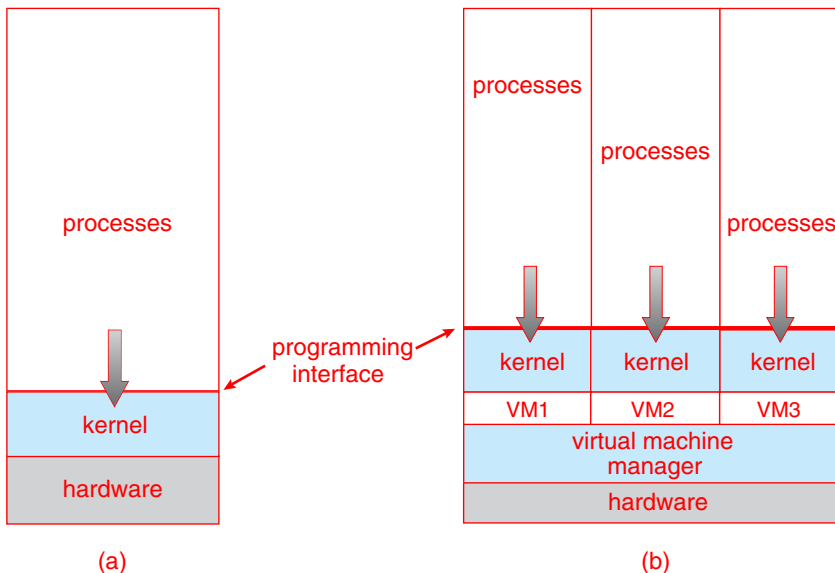 processes
programming
interface
kernel
hardware
(a)
processes
processes
processes
kernel
kernel
kernel
VM1
VM2
VM3
virtual machine
manager
hardware
(b)